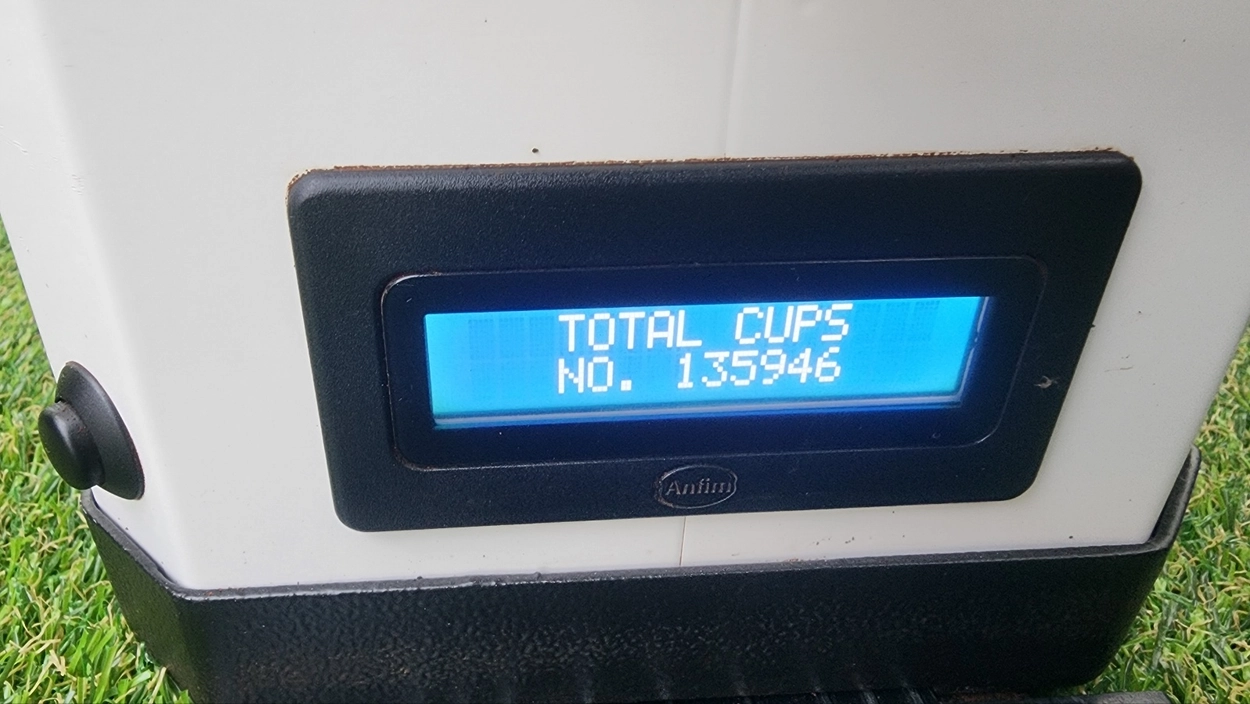 TOTAL CUPS
NO. 135946
Anfim